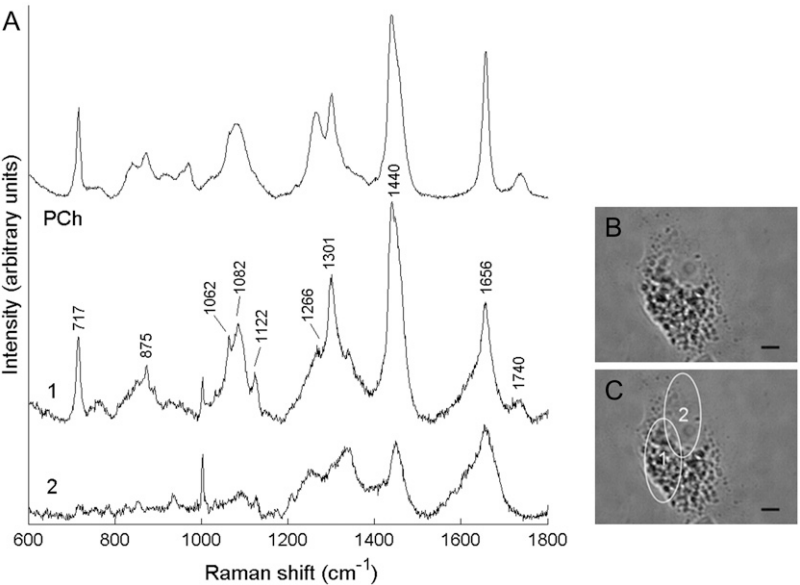 A
Intensity (arbitrary units)
PCh
1
2
717
875
1062
1082
1122
1266
1301
1440
1656
1740
600 800 1000 1200 1400 1600 1800
Raman shift (cm⁻¹)
B
C
1
2